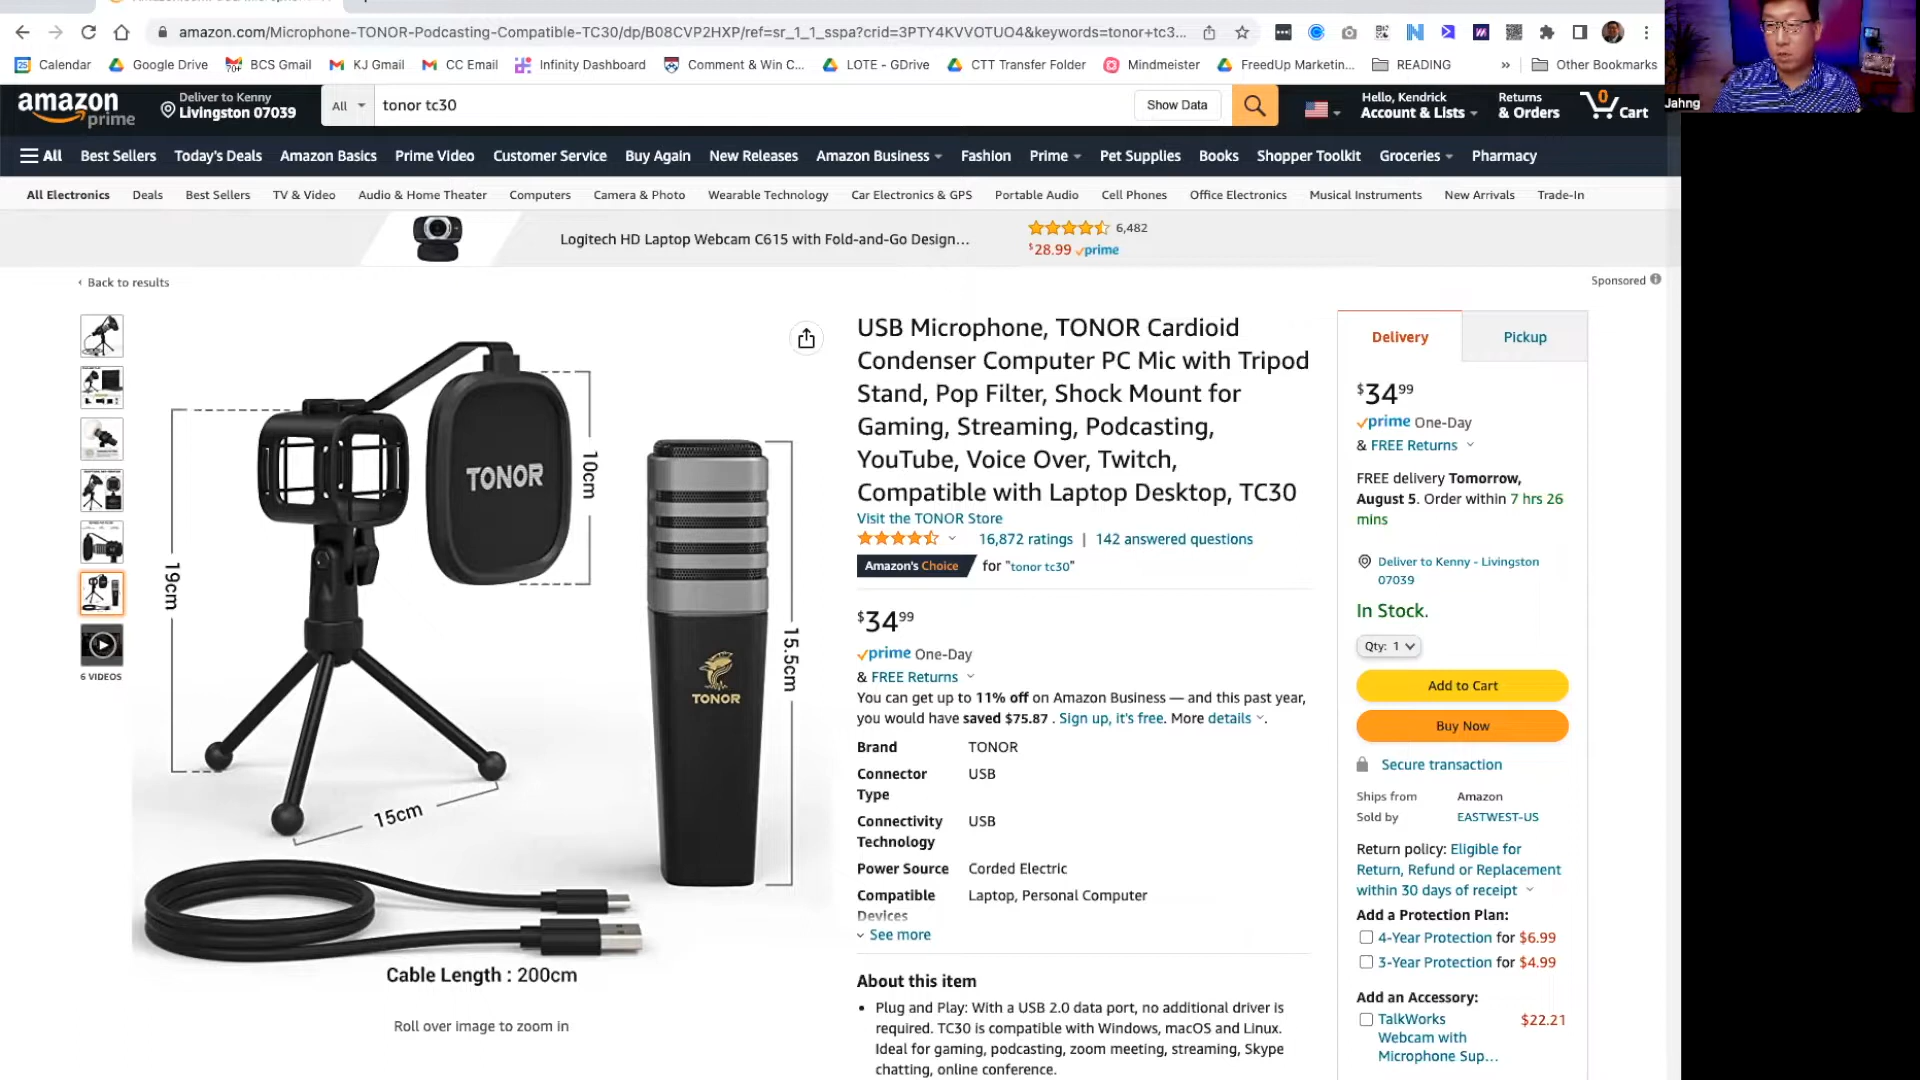 amazon.com/Microphone-TONOR-Podcasting-Compatible-TC30/dp/B08CVP2HXP/ref=sr_1_1_sspa?crid=3PTY4KVVOTUO4&keywords=tonor+tc3...
Calendar Google Drive BCS Gmail KJ Gmail CC Email Infinity Dashboard Comment & Win C... LOTE - GDrive CTT Transfer Folder Mindmeister FreedUp Marketin... READING » Other Bookmarks
Jahng
amazon prime
Deliver to Kenny
Livingston 07039
All
tonor tc30
Show Data
Hello, Kendrick
Account & Lists
Returns
& Orders
0
Cart
All Best Sellers Today's Deals Amazon Basics Prime Video Customer Service Buy Again New Releases Amazon Business Fashion Prime Pet Supplies Books Shopper Toolkit Groceries Pharmacy
All Electronics Deals Best Sellers TV & Video Audio & Home Theater Computers Camera & Photo Wearable Technology Car Electronics & GPS Portable Audio Cell Phones Office Electronics Musical Instruments New Arrivals Trade-In
Logitech HD Laptop Webcam C615 with Fold-and-Go Design...
6,482
$28.99 prime
‹ Back to results
Sponsored
6 VIDEOS
TONOR
10cm
19cm
15cm
15.5cm
TONOR
Cable Length : 200cm
Roll over image to zoom in
USB Microphone, TONOR Cardioid
Condenser Computer PC Mic with Tripod
Stand, Pop Filter, Shock Mount for
Gaming, Streaming, Podcasting,
YouTube, Voice Over, Twitch,
Compatible with Laptop Desktop, TC30
Visit the TONOR Store
16,872 ratings | 142 answered questions
Amazon's Choice for "tonor tc30"
$34 99
prime One-Day
& FREE Returns
You can get up to 11% off on Amazon Business — and this past year,
you would have saved $75.87 . Sign up, it's free. More details .
Brand TONOR
Connector USB
Type
Connectivity USB
Technology
Power Source Corded Electric
Compatible Laptop, Personal Computer
Devices
See more
About this item
• Plug and Play: With a USB 2.0 data port, no additional driver is
required. TC30 is compatible with Windows, macOS and Linux.
Ideal for gaming, podcasting, zoom meeting, streaming, Skype
chatting, online conference.
Delivery
Pickup
$34 99
prime One-Day
& FREE Returns
FREE delivery Tomorrow,
August 5. Order within 7 hrs 26
mins
Deliver to Kenny - Livingston
07039
In Stock.
Qty: 1
Add to Cart
Buy Now
Secure transaction
Ships from Amazon
Sold by EASTWEST-US
Return policy: Eligible for
Return, Refund or Replacement
within 30 days of receipt
Add a Protection Plan:
4-Year Protection for $6.99
3-Year Protection for $4.99
Add an Accessory:
TalkWorks $22.21
Webcam with
Microphone Sup...